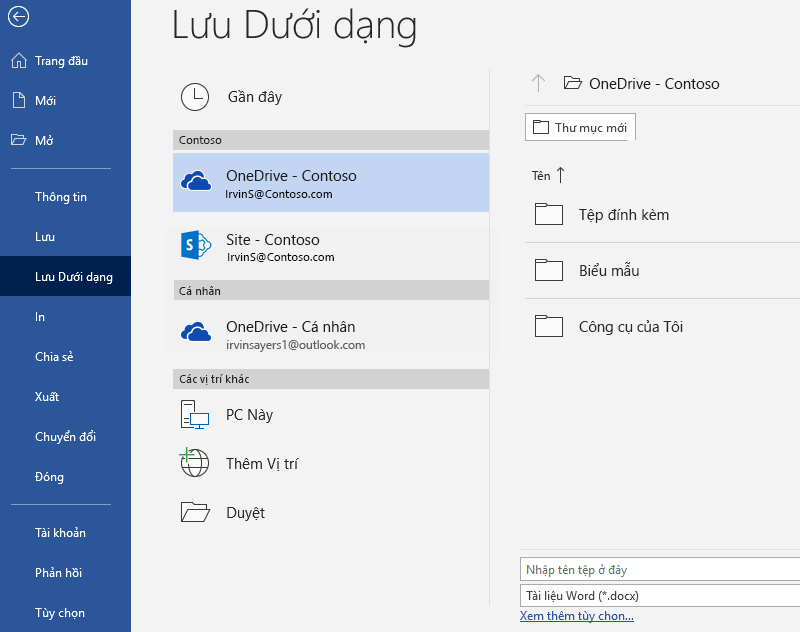 Lưu Dưới dạng
Trang đầu
Mới
Mở
Thông tin
Lưu
Lưu Dưới dạng
In
Chia sẻ
Xuất
Chuyển đổi
Đóng
Tài khoản
Phản hồi
Tùy chọn
Gần đây
Contoso
OneDrive - Contoso
IrvinS@Contoso.com
S
Site - Contoso
IrvinS@Contoso.com
Cá nhân
OneDrive - Cá nhân
irvinsayers1@outlook.com
Các vị trí khác
PC Này
Thêm Vị trí
Duyệt
OneDrive - Contoso
Thư mục mới
Tên
Tệp đính kèm
Biểu mẫu
Công cụ của Tôi
Nhập tên tệp ở đây
Tài liệu Word (*.docx)
Xem thêm tùy chọn...